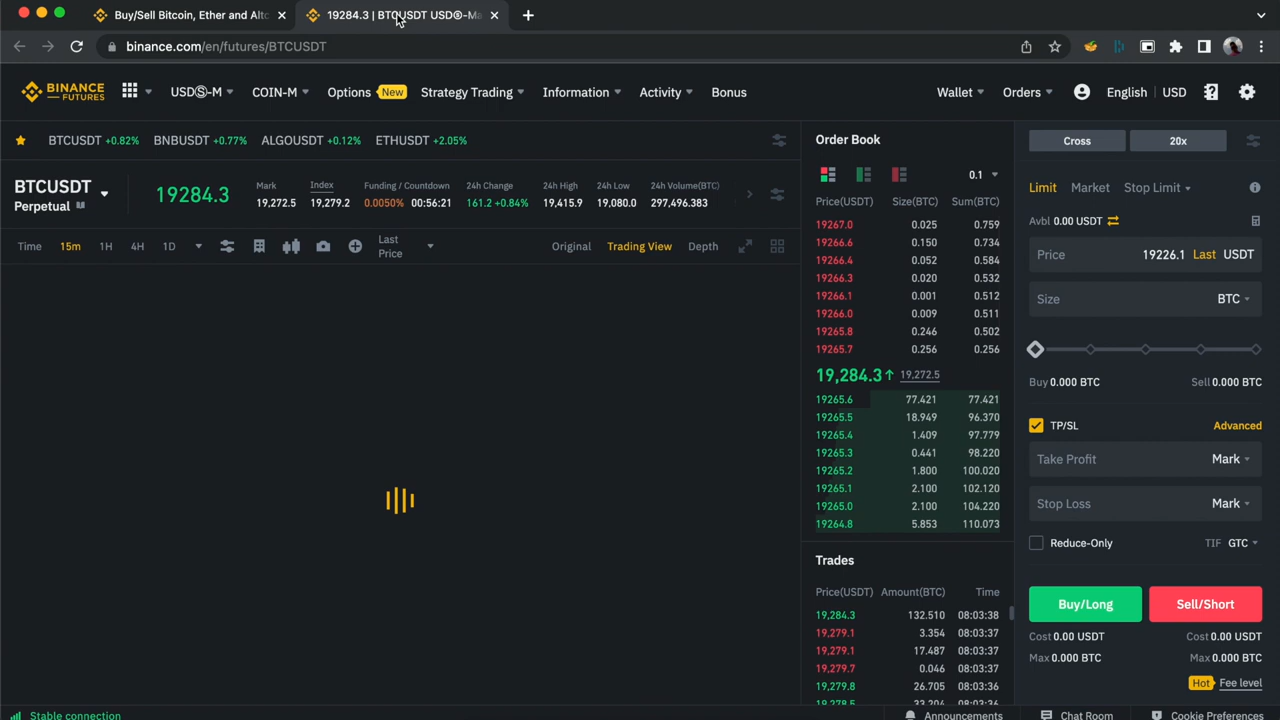 Buy/Sell Bitcoin, Ether and Altc
19284.3 | BTCUSDT USDⓈ-Ma
binance.com/en/futures/BTCUSDT
BINANCE
FUTURES
USDⓈ-M
COIN-M
Options
New
Strategy Trading
Information
Activity
Bonus
Wallet
Orders
English
USD
BTCUSDT +0.82%
BNBUSDT +0.77%
ALGOUSDT +0.12%
ETHUSDT +2.05%
BTCUSDT
Perpetual
19284.3
Mark
19,272.5
Index
19,279.2
Funding / Countdown
0.0050% 00:56:21
24h Change
161.2 +0.84%
24h High
19,415.9
24h Low
19,080.0
24h Volume(BTC)
297,496.383
Time
15m
1H
4H
1D
Last
Price
Original
Trading View
Depth
Order Book
0.1
Price(USDT) Size(BTC) Sum(BTC)
19267.0 0.025 0.759
19266.6 0.150 0.734
19266.4 0.052 0.584
19266.3 0.020 0.532
19266.1 0.001 0.512
19266.0 0.009 0.511
19265.8 0.246 0.502
19265.7 0.256 0.256
19,284.3↑ 19,272.5
19265.6 77.421 77.421
19265.5 18.949 96.370
19265.4 1.409 97.779
19265.3 0.441 98.220
19265.2 1.800 100.020
19265.1 2.100 102.120
19265.0 2.100 104.220
19264.8 5.853 110.073
Trades
Price(USDT) Amount(BTC) Time
19,284.3 132.510 08:03:38
19,279.1 3.354 08:03:37
19,279.1 17.487 08:03:37
19,279.7 0.046 08:03:37
19,279.8 26.705 08:03:36
19,278.5 33.204 08:03:36
Cross
20x
Limit
Market
Stop Limit
Avbl 0.00 USDT
Price 19226.1 Last USDT
Size BTC
Buy 0.000 BTC
Sell 0.000 BTC
TP/SL
Advanced
Take Profit Mark
Stop Loss Mark
Reduce-Only
TIF GTC
Buy/Long
Sell/Short
Cost 0.00 USDT
Cost 0.00 USDT
Max 0.000 BTC
Max 0.000 BTC
Hot
Fee level
Stable connection
Announcements
Chat Room
Cookie Preferences